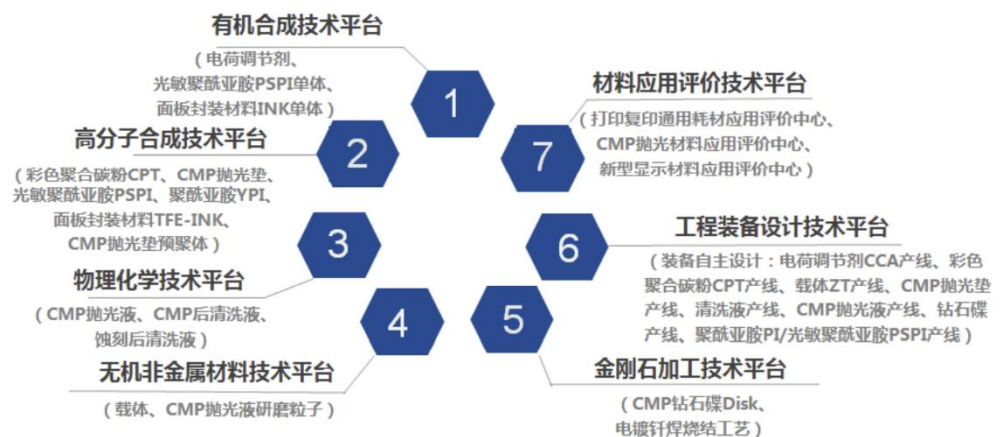 有机合成技术平台
（电荷调节剂、
光敏聚酰亚胺PSPI单体、
面板封装材料INK单体）
1
高分子合成技术平台
（彩色聚合碳粉CPT、CMP抛光垫、
光敏聚酰亚胺PSPI、聚酰亚胺YPI、
面板封装材料TFE-INK、
CMP抛光垫预聚体）
2
物理化学技术平台
（CMP抛光液、CMP后清洗液、
蚀刻后清洗液）
3
无机非金属材料技术平台
（载体、CMP抛光液研磨粒子）
4
金刚石加工技术平台
（CMP钻石碟Disk、
电镀钎焊烧结工艺）
5
工程装备设计技术平台
（装备自主设计：电荷调节剂CCA产线、彩色
聚合碳粉CPT产线、载体ZT产线、CMP抛光垫
产线、清洗液产线、CMP抛光液产线、钻石碟
产线、聚酰亚胺PI/光敏聚酰亚胺PSPI产线）
6
材料应用评价技术平台
（打印复印通用耗材应用评价中心、
CMP抛光材料应用评价中心、
新型显示材料应用评价中心）
7